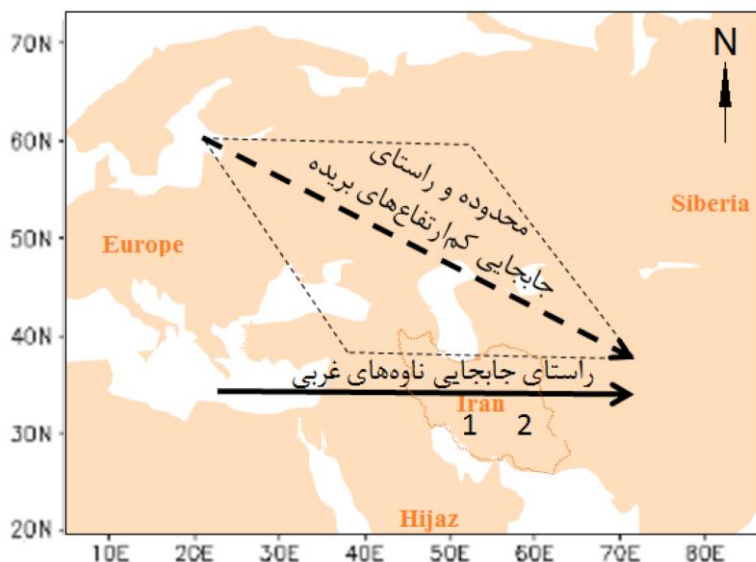 70N
N
60N
محدوده و راستای
جابجایی کم‌ارتفاع‌های بریده
Siberia
50N
Europe
40N
راستای جابجایی ناوه‌های غربی
Iran
30N
1 2
Hijaz
20N
10E 20E 30E 40E 50E 60E 70E 80E